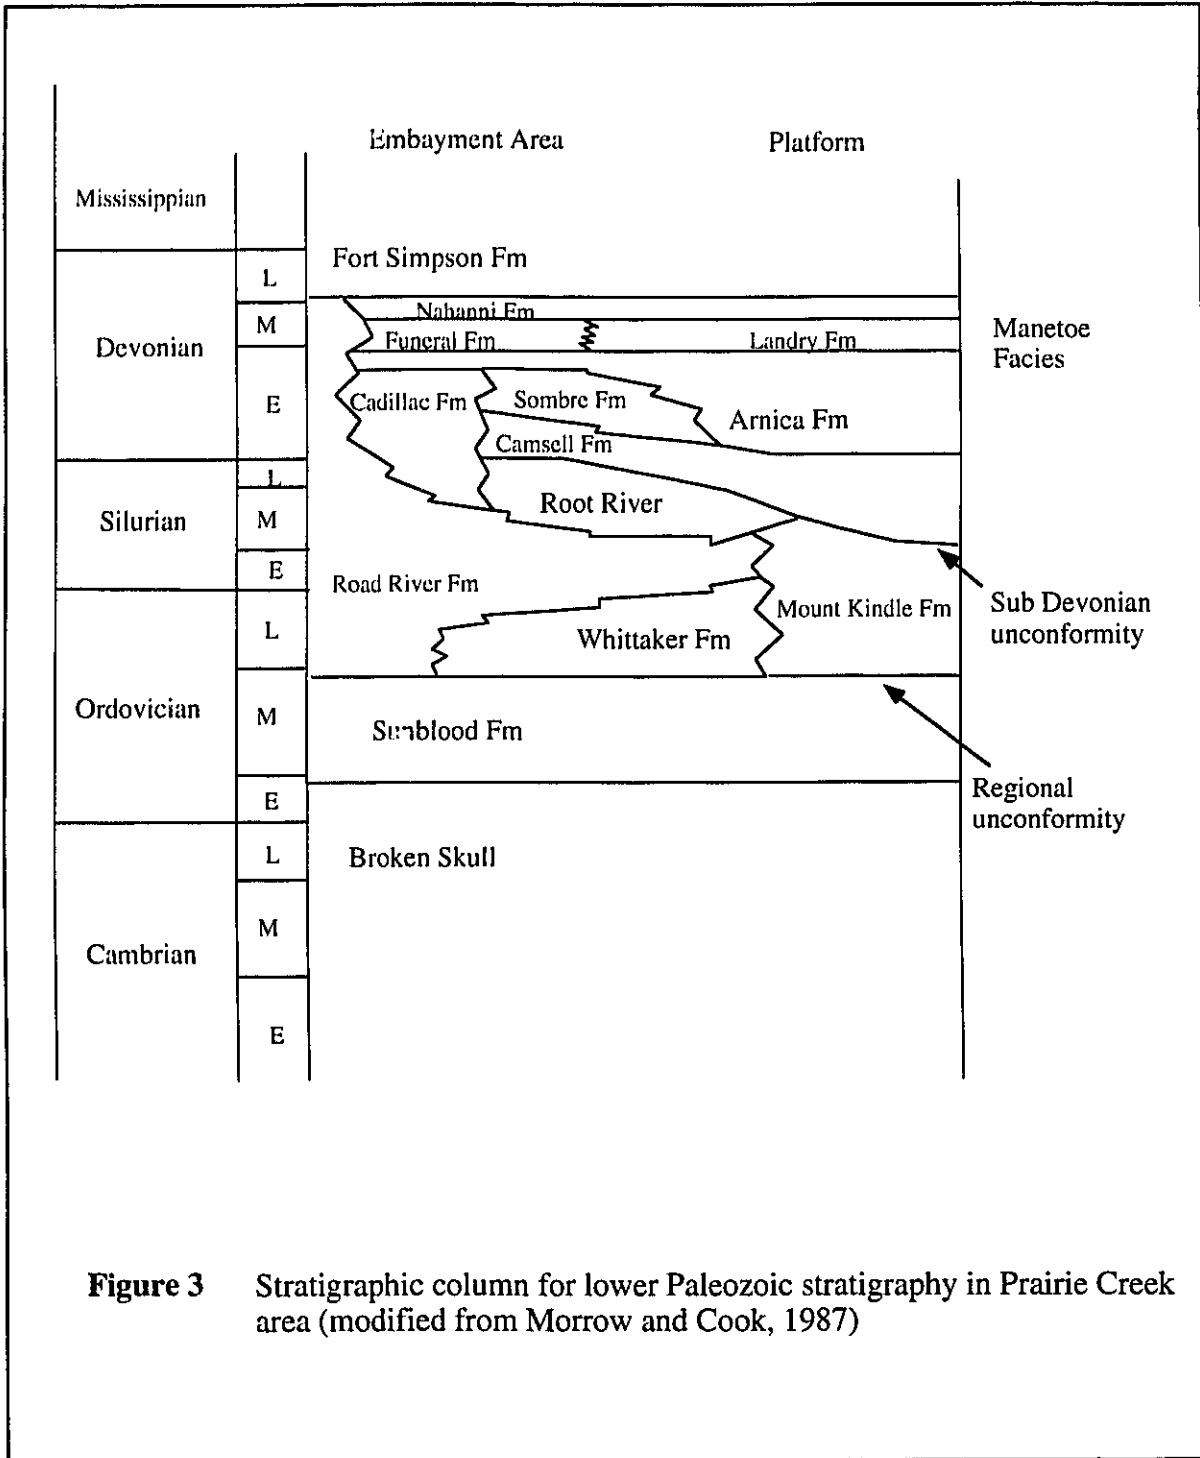 Embayment Area
Platform
Mississippian
Fort Simpson Fm
L
Nahanni Fm
M
Funeral Fm
Landry Fm
Manetoe
Facies
Devonian
E
Cadillac Fm
Sombre Fm
Arnica Fm
Camsell Fm
L
Root River
Silurian
M
E
Road River Fm
Mount Kindle Fm
Sub Devonian
unconformity
L
Whittaker Fm
Ordovician
M
Sunblood Fm
Regional
unconformity
E
L
Broken Skull
M
Cambrian
E
Figure 3 Stratigraphic column for lower Paleozoic stratigraphy in Prairie Creek
area (modified from Morrow and Cook, 1987)